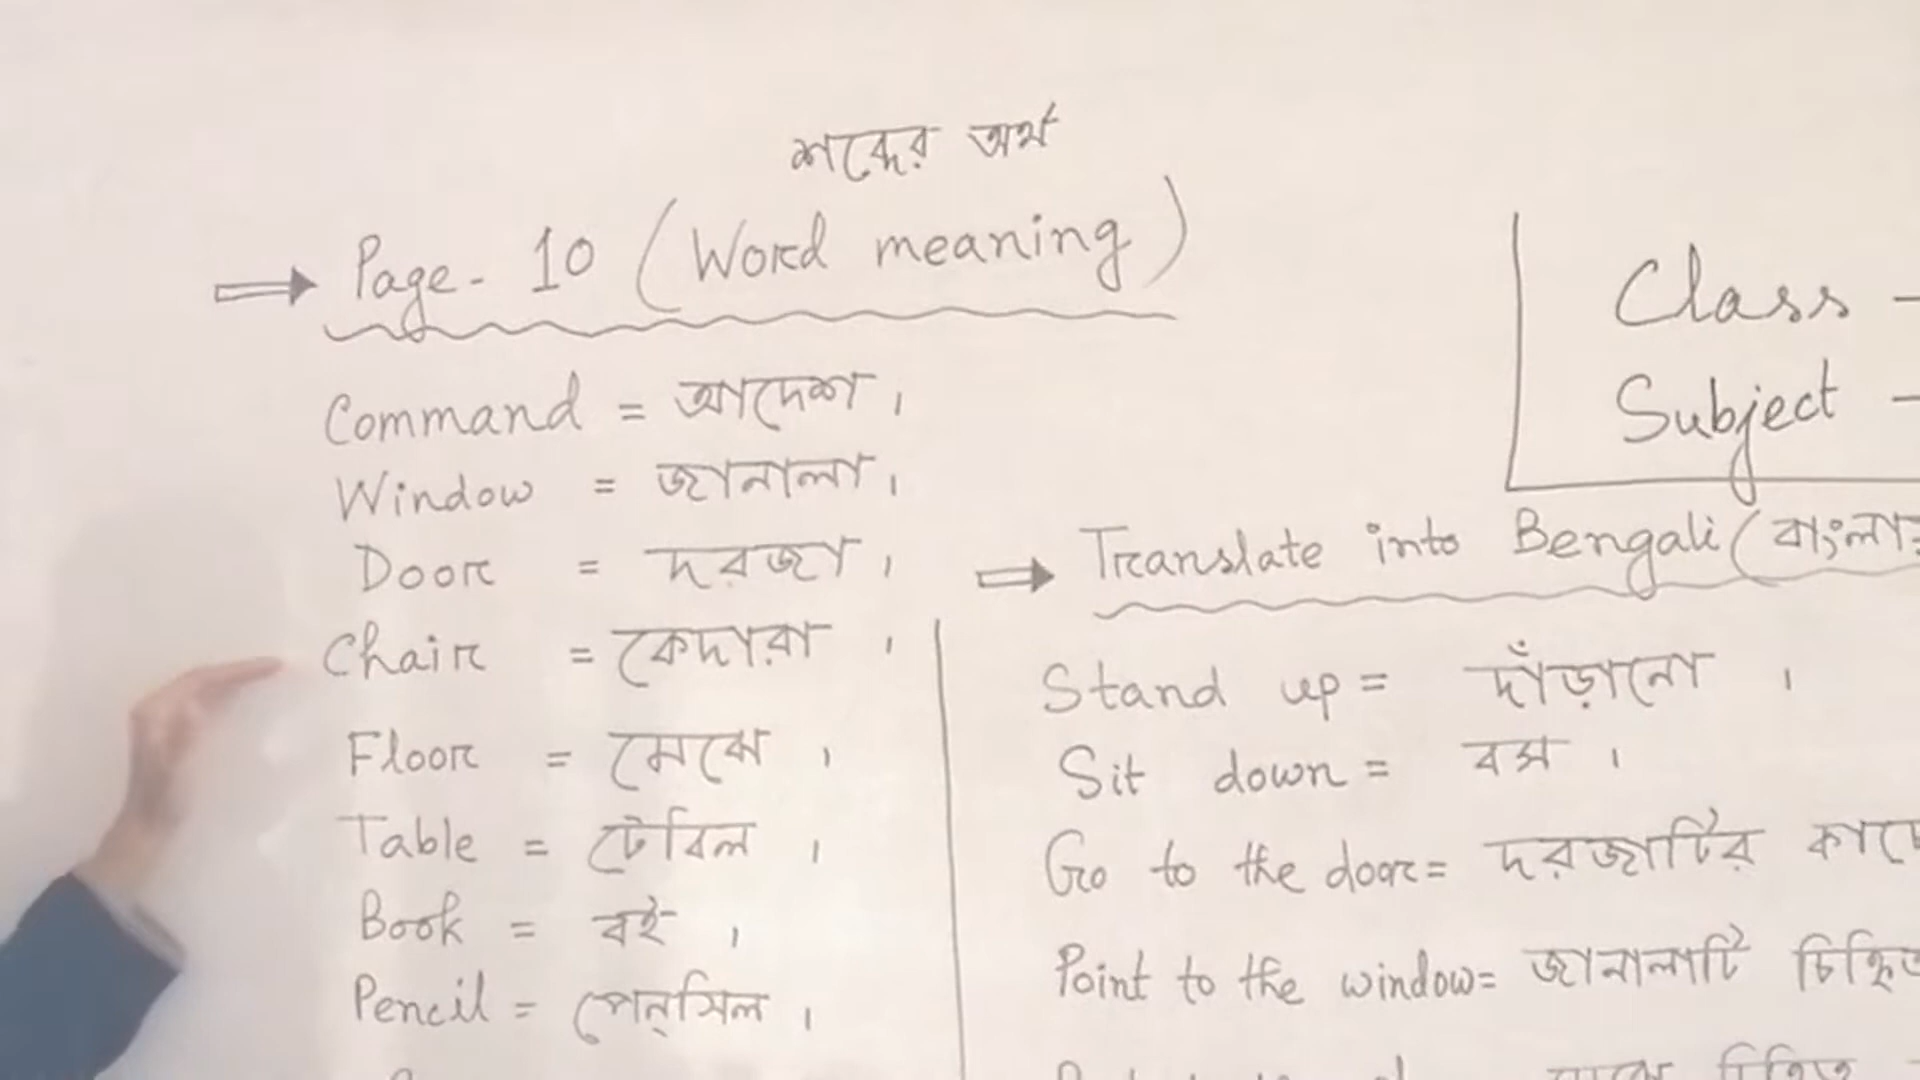 শব্দের অর্থ
Page - 10 (Word meaning)
Command = আদেশ ।
Window = জানালা ।
Door = দরজা ।
Chair = কেদারা ।
Floor = মেঝে ।
Table = টেবিল ।
Book = বই ।
Pencil = পেন্সিল ।
Class -
Subject -
Translate into Bengali (বাংলায়
Stand up = দাঁড়ানো ।
Sit down = বস ।
Go to the door = দরজাটির কাছে
Point to the window = জানালাটি চিহ্নিত